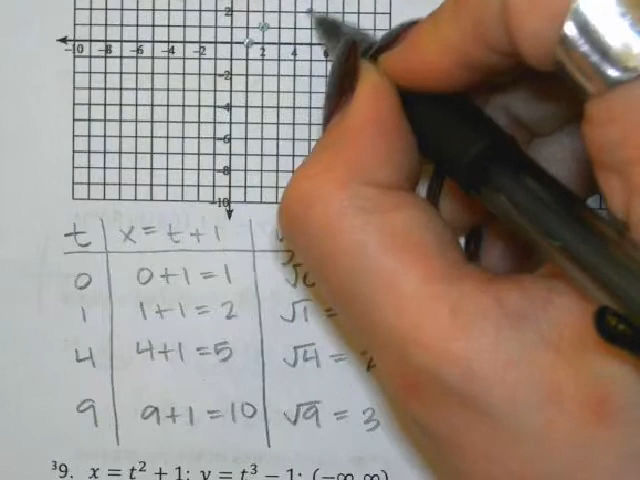 2
-10 -8 -6 -4 -2 2 4
-2
-4
-6
-8
-10
t x = t + 1
0 0+1=1
1 1+1=2 √1 =
4 4+1=5 √4 =
9 9+1=10 √9 = 3
39. x = t² + 1; y = t³ − 1; (−∞, ∞)